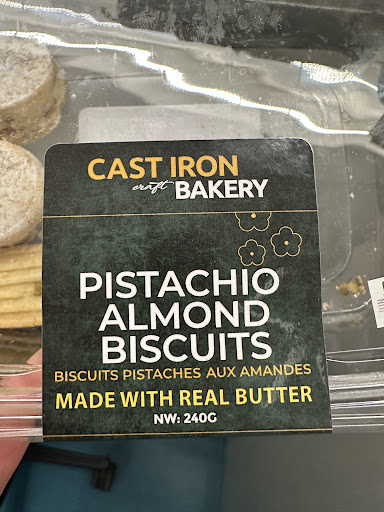 CAST IRON
craft BAKERY
PISTACHIO
ALMOND
BISCUITS
BISCUITS PISTACHES AUX AMANDES
MADE WITH REAL BUTTER
NW: 240G